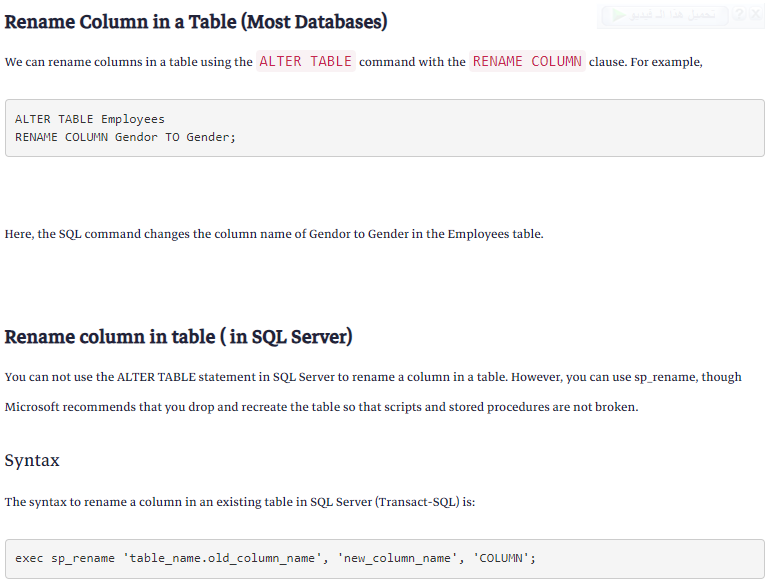 Rename Column in a Table (Most Databases)
تحميل هذا الـ فيديو
? X
We can rename columns in a table using the ALTER TABLE command with the RENAME COLUMN clause. For example,
ALTER TABLE Employees
RENAME COLUMN Gendor TO Gender;
Here, the SQL command changes the column name of Gendor to Gender in the Employees table.
Rename column in table ( in SQL Server)
You can not use the ALTER TABLE statement in SQL Server to rename a column in a table. However, you can use sp_rename, though
Microsoft recommends that you drop and recreate the table so that scripts and stored procedures are not broken.
Syntax
The syntax to rename a column in an existing table in SQL Server (Transact-SQL) is:
exec sp_rename 'table_name.old_column_name', 'new_column_name', 'COLUMN';